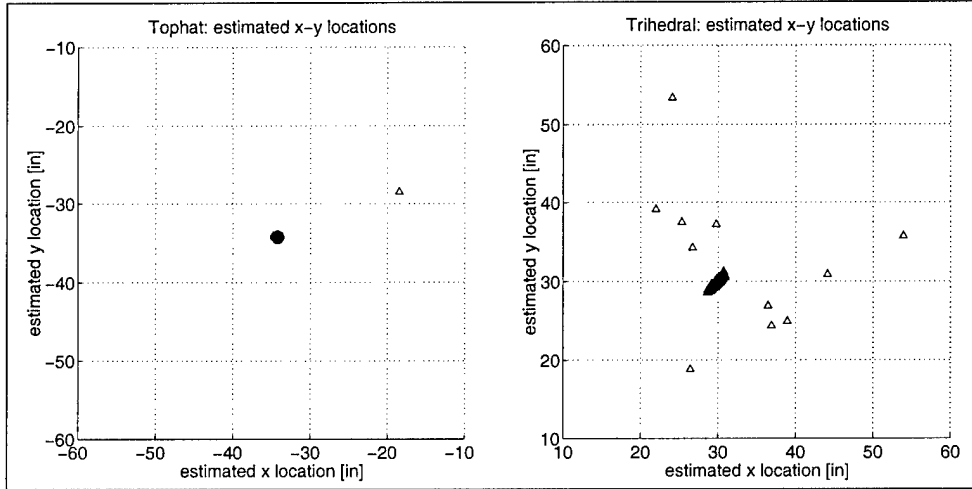 Tophat: estimated x-y locations
estimated y location [in]
-10
-20
-30
-40
-50
-60
-60 -50 -40 -30 -20 -10
estimated x location [in]
Trihedral: estimated x-y locations
estimated y location [in]
60
50
40
30
20
10
10 20 30 40 50 60
estimated x location [in]